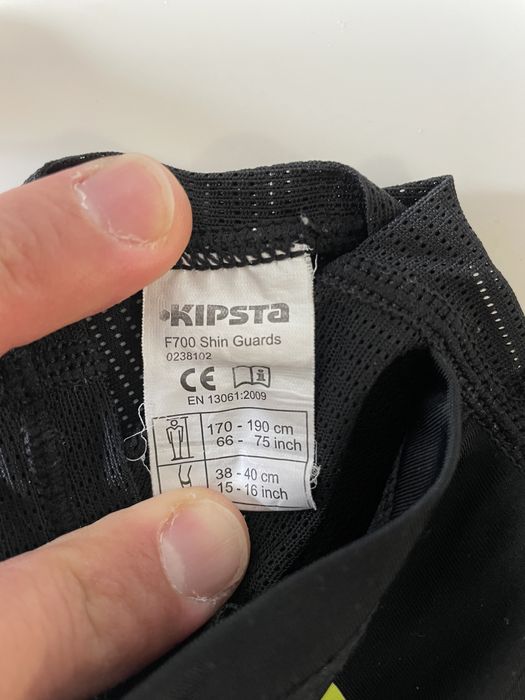 KIPSTA
F700 Shin Guards
0238102
CE i
EN 13061:2009
170 - 190 cm
66 - 75 inch
38 - 40 cm
15 - 16 inch